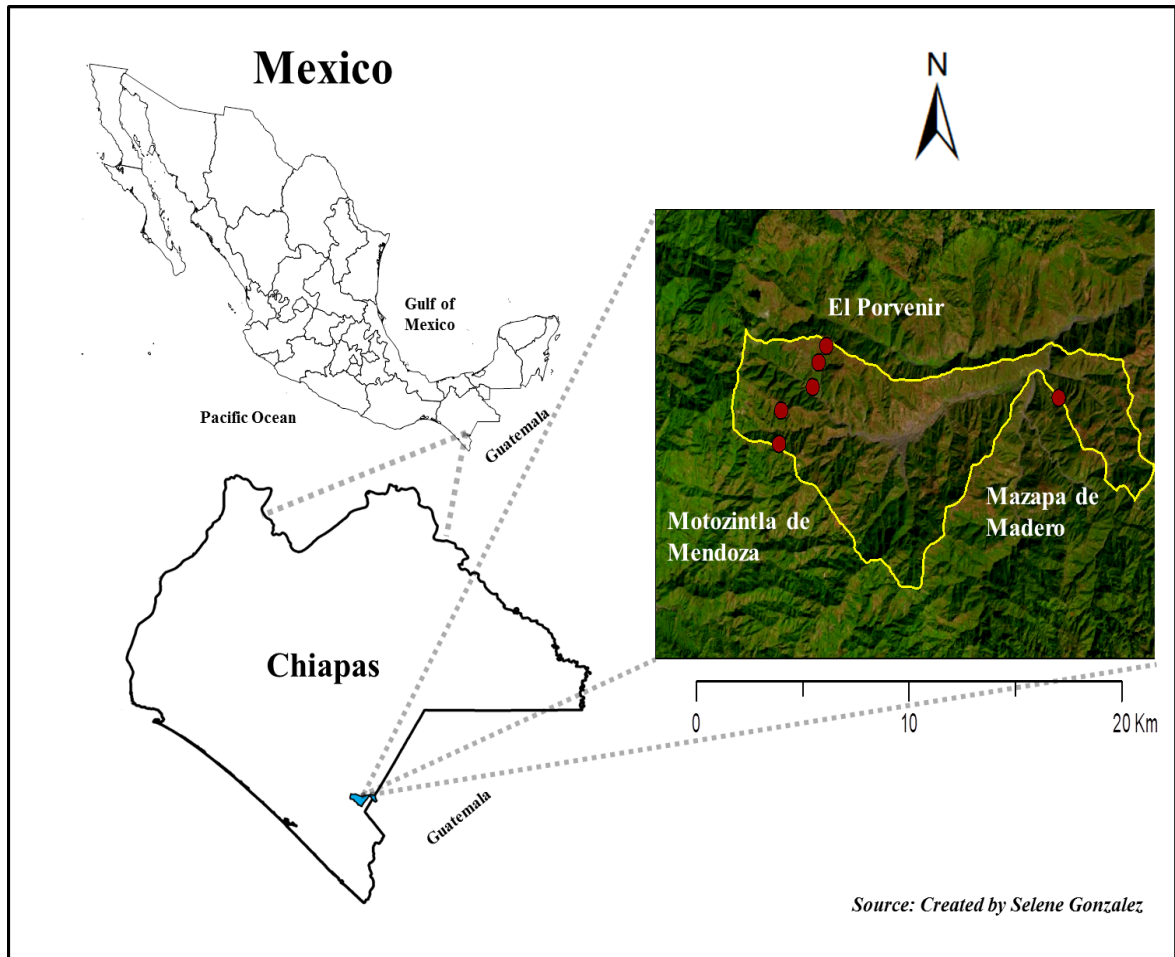 Mexico
N
Gulf of
Mexico
Pacific Ocean
Guatemala
El Porvenir
Motozintla de
Mendoza
Mazapa de
Madero
Chiapas
0
10
20 Km
Guatemala
Source: Created by Selene Gonzalez